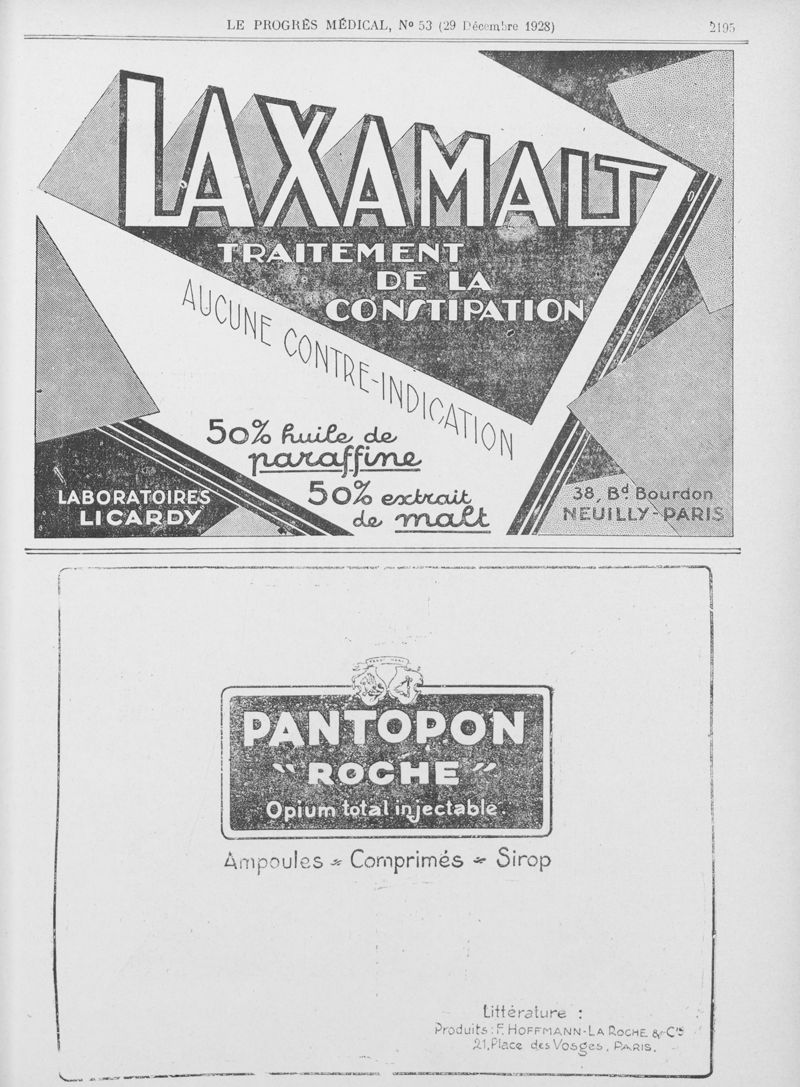 LE PROGRÈS MÉDICAL, Nº 53 (29 Décembre 1928)
2195
LAXAMALT
TRAITEMENT
DE LA
CONSTIPATION
AUCUNE CONTRE-INDICATION
50% huile de
paraffine
50% extrait
de malt
LABORATOIRES
LICARDY
38, Bd Bourdon
NEUILLY-PARIS
PANTOPON
"ROCHE"
Opium total injectable.
Ampoules - Comprimés - Sirop
Littérature :
Produits : F. HOFFMANN-LA ROCHE & Cie
21, Place des Vosges, PARIS.